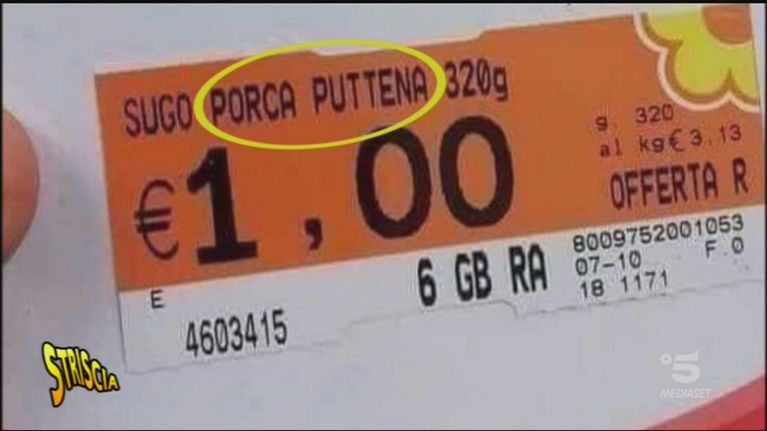 SUGO PORCA PUTTENA 320g
€1,00
g. 320
al kg€3.13
OFFERTA R
E
4603415
6 GB RA
8009752001053
07-10 F.0
18 1171
STRISCIA
5
MEDIASET